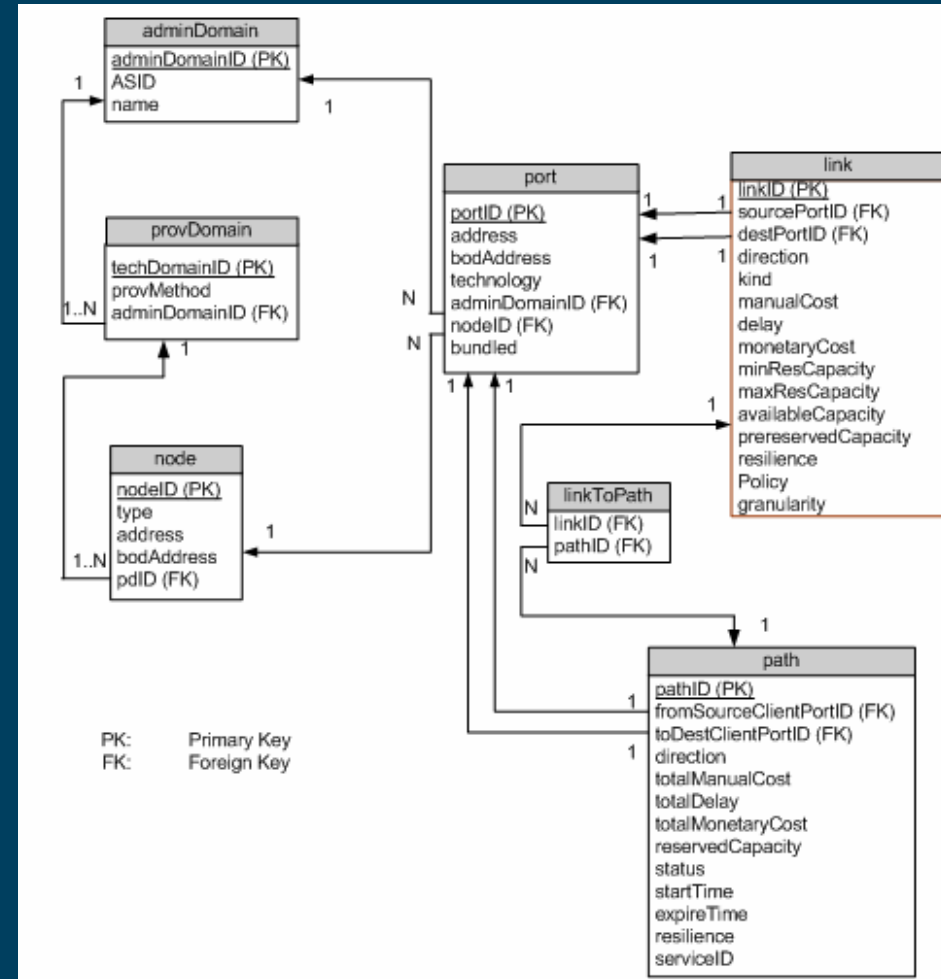 adminDomain
adminDomainID (PK)
ASID
name
1
1
provDomain
techDomainID (PK)
provMethod
adminDomainID (FK)
1..N
1
node
nodeID (PK)
type
address
bodAddress
pdID (FK)
1..N
1
port
portID (PK)
address
bodAddress
technology
adminDomainID (FK)
nodeID (FK)
bundled
N
N
1
1
1
1
1
1
link
linkID (PK)
sourcePortID (FK)
destPortID (FK)
direction
kind
manualCost
delay
monetaryCost
minResCapacity
maxResCapacity
availableCapacity
prereservedCapacity
resilience
Policy
granularity
1
linkToPath
linkID (FK)
pathID (FK)
N
N
1
path
pathID (PK)
fromSourceClientPortID (FK)
toDestClientPortID (FK)
direction
totalManualCost
totalDelay
totalMonetaryCost
reservedCapacity
status
startTime
expireTime
resilience
serviceID
1
1
PK: Primary Key
FK: Foreign Key